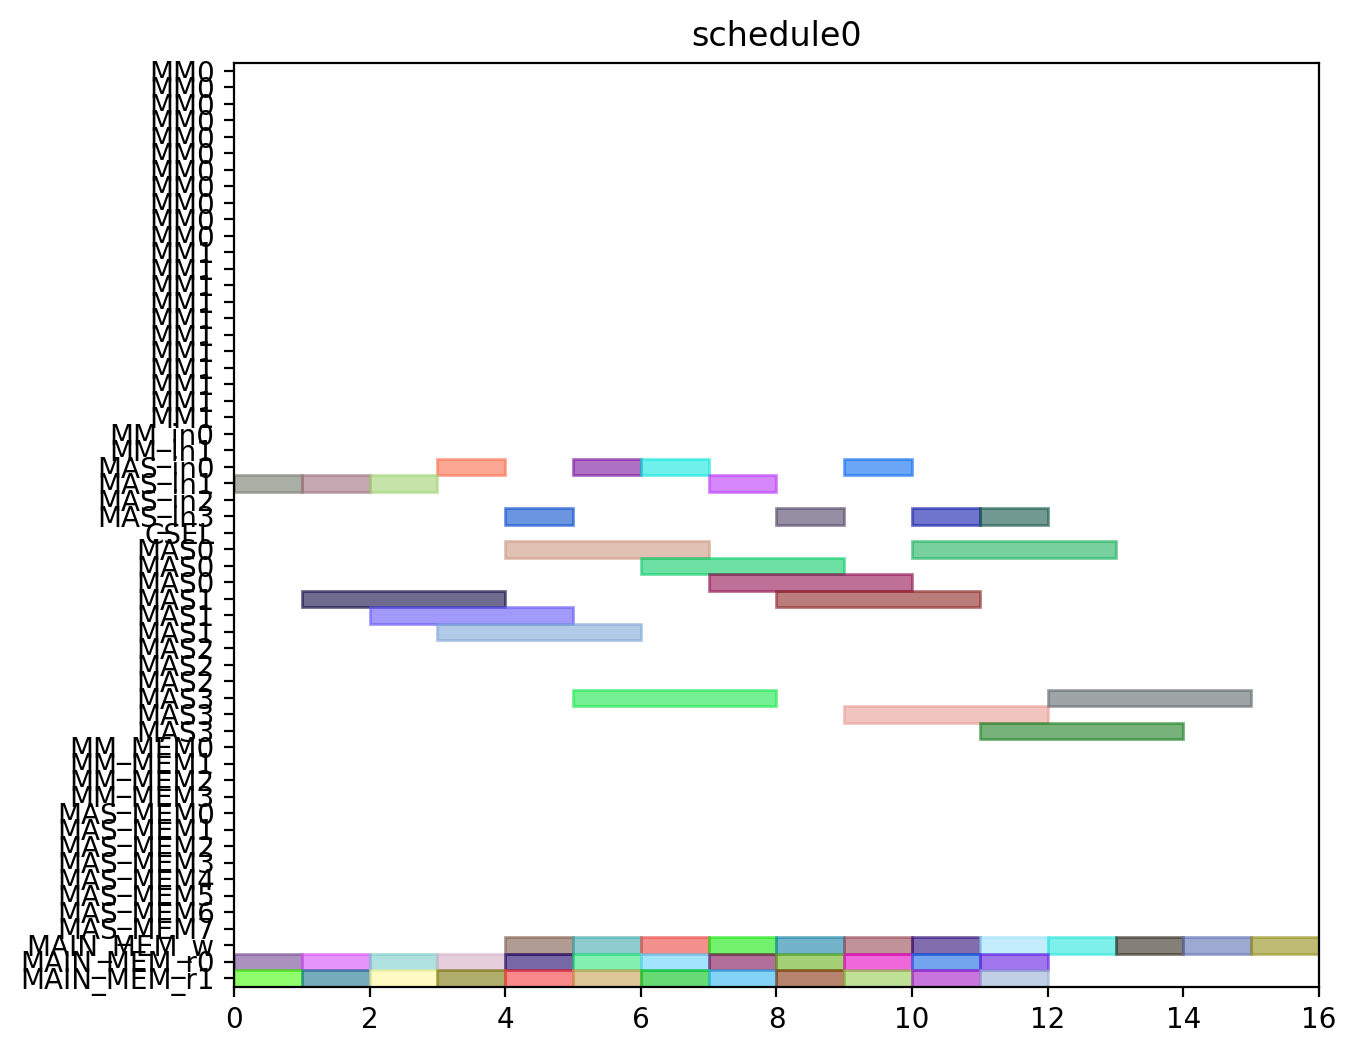 schedule0
MM0
MM0
MM0
MM0
MM0
MM0
MM0
MM0
MM0
MM0
MM0
MM1
MM1
MM1
MM1
MM1
MM1
MM1
MM1
MM1
MM1
MM1
MM_in0
MM_in1
MAS_in0
MAS_in1
MAS_in2
MAS_in3
CSEL
MAS0
MAS0
MAS0
MAS1
MAS1
MAS1
MAS2
MAS2
MAS2
MAS3
MAS3
MAS3
MM_MEM0
MM_MEM1
MM_MEM2
MM_MEM3
MAS_MEM0
MAS_MEM1
MAS_MEM2
MAS_MEM3
MAS_MEM4
MAS_MEM5
MAS_MEM6
MAS_MEM7
MAIN_MEM_w
MAIN_MEM_r0
MAIN_MEM_r1
0 2 4 6 8 10 12 14 16